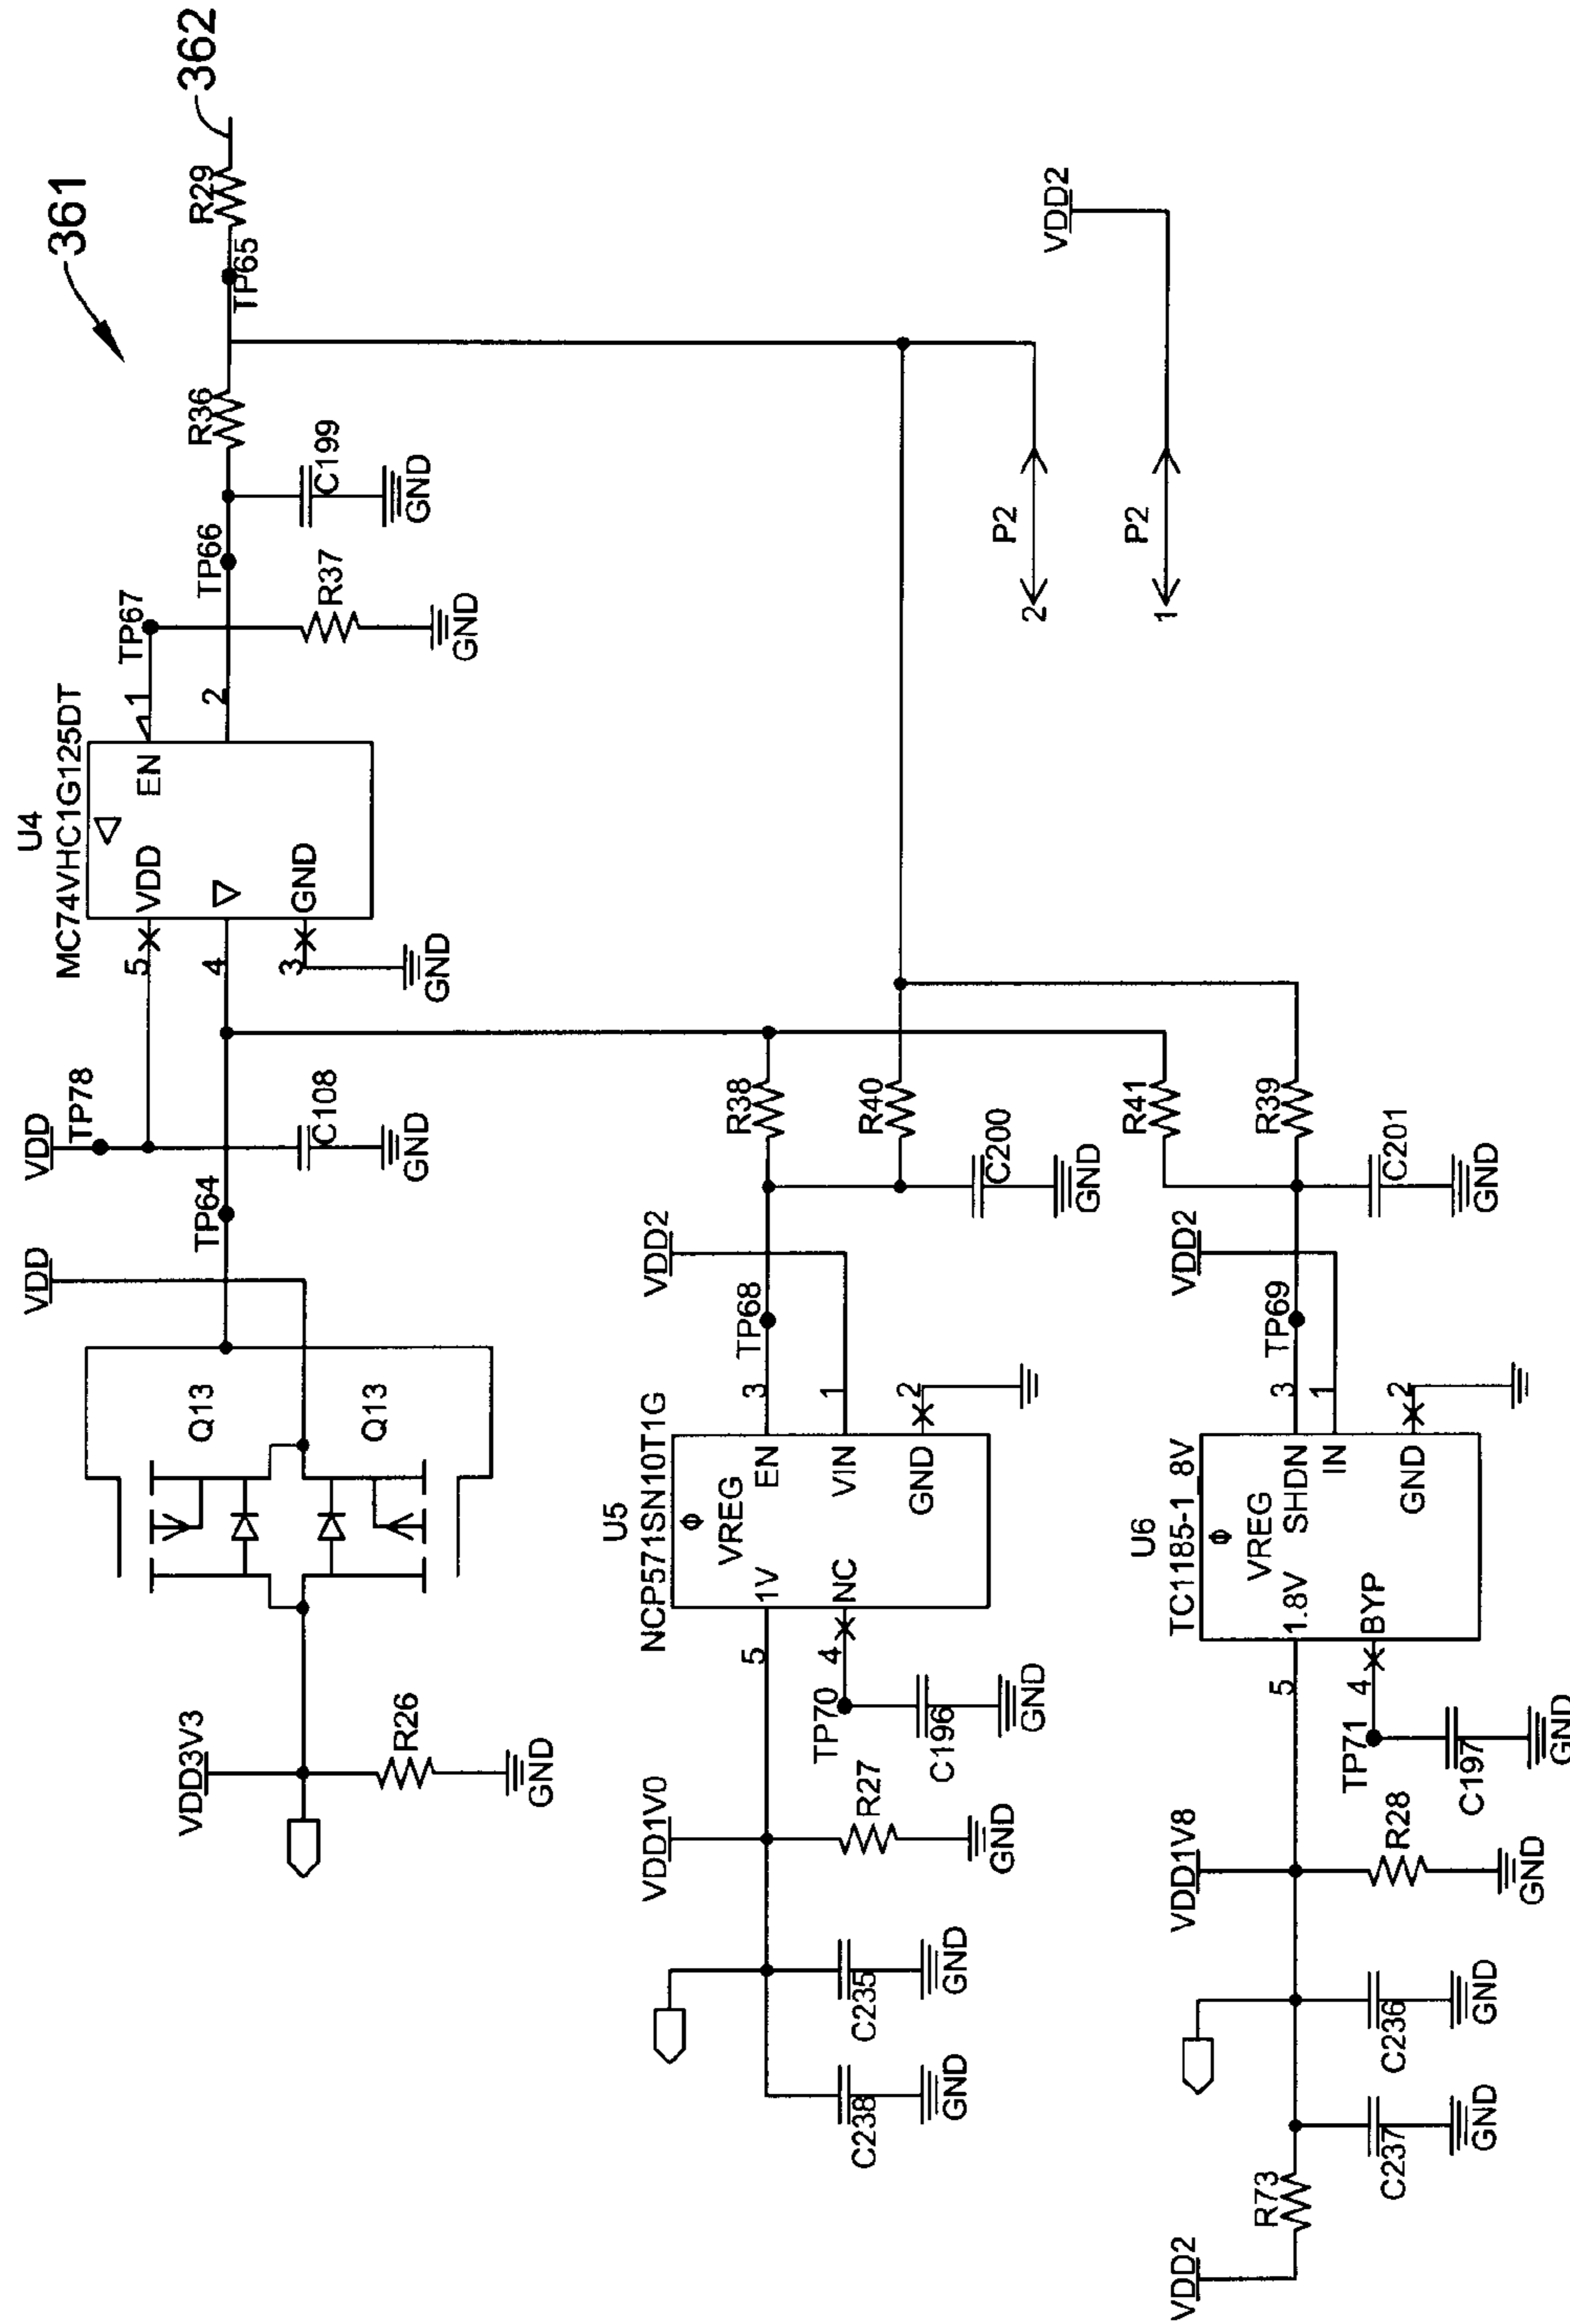 361
362
R29
TP65
R36
C199
GND
TP66
TP67
R37
GND
U4
MC74VHC1G125DT
1
2
EN
VDD
GND
5
4
3
GND
VDD
TP78
C108
GND
TP64
VDD
Q13
Q13
VDD3V3
R26
GND
VDD2
P2
2
P2
1
R38
R40
C200
GND
VDD2
TP68
3
1
2
U5
NCP571SN10T1G
Φ
VREG
EN
VIN
GND
1V
NC
5
4
TP70
C196
GND
VDD1V0
R27
GND
C235
GND
C238
GND
R41
R39
C201
GND
VDD2
TP69
3
1
2
U6
TC1185-1_8V
Φ
VREG
SHDN
IN
GND
1.8V
BYP
5
4
TP71
C197
GND
VDD1V8
R28
GND
C236
GND
C237
GND
R73
VDD2